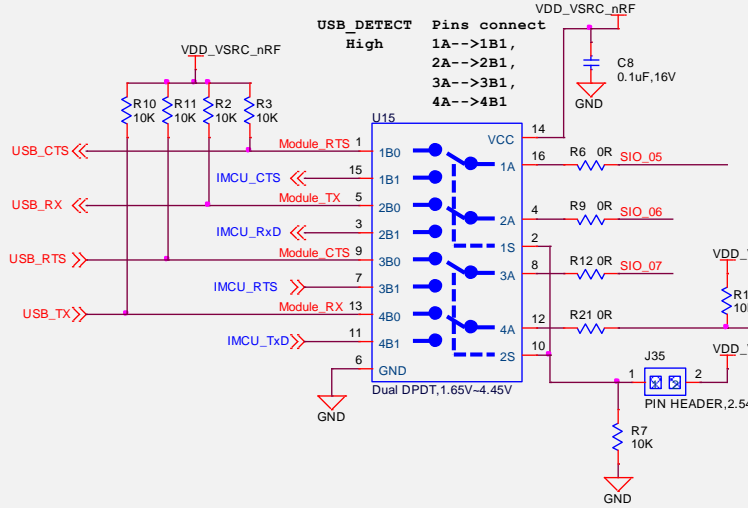 USB_DETECT Pins connect
High 1A-->1B1,
2A-->2B1,
3A-->3B1,
4A-->4B1
VDD_VSRC_nRF
VDD_VSRC_nRF
C8
0.1uF,16V
GND
R10
10K
R11
10K
R2
10K
R3
10K
U15
VCC
14
USB_CTS
Module_RTS
1
1B0
1A
16
R6 0R
SIO_05
IMCU_CTS
15
1B1
USB_RX
Module_TX
5
2B0
2A
4
R9 0R
SIO_06
IMCU_RxD
3
2B1
1S
2
USB_RTS
Module_CTS
9
3B0
3A
8
R12 0R
SIO_07
IMCU_RTS
7
3B1
USB_TX
Module_RX
13
4B0
4A
12
R21 0R
IMCU_TxD
11
4B1
2S
10
6
GND
GND
Dual DPDT,1.65V~4.45V
J35
1
2
PIN HEADER,2.54
R7
10K
GND